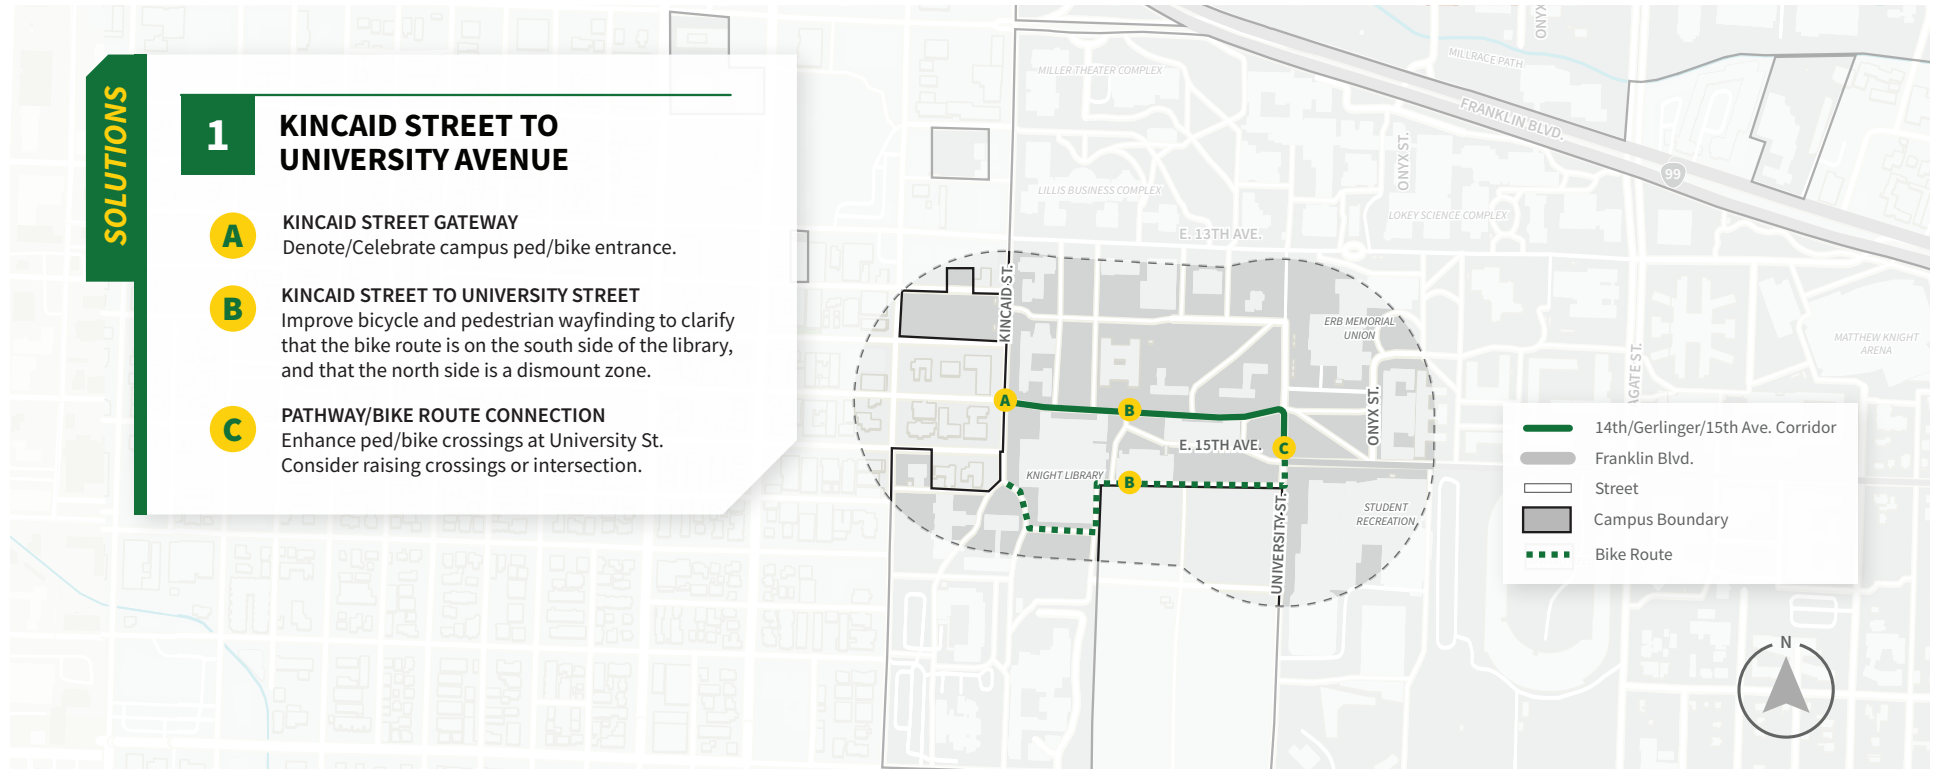 SOLUTIONS
1
KINCAID STREET TO
UNIVERSITY AVENUE
A
KINCAID STREET GATEWAY
Denote/Celebrate campus ped/bike entrance.
B
KINCAID STREET TO UNIVERSITY STREET
Improve bicycle and pedestrian wayfinding to clarify
that the bike route is on the south side of the library,
and that the north side is a dismount zone.
C
PATHWAY/BIKE ROUTE CONNECTION
Enhance ped/bike crossings at University St.
Consider raising crossings or intersection.
ONYX
MILLRACE PATH
MILLER THEATER COMPLEX
FRANKLIN BLVD.
ONYX ST.
99
LILLIS BUSINESS COMPLEX
LOKEY SCIENCE COMPLEX
E. 13TH AVE.
KINCAID ST.
ERB MEMORIAL
UNION
MATTHEW KNIGHT
ARENA
AGATE ST.
A
B
ONYX ST.
E. 15TH AVE.
C
KNIGHT LIBRARY
B
UNIVERSITY ST.
STUDENT
RECREATION
14th/Gerlinger/15th Ave. Corridor
Franklin Blvd.
Street
Campus Boundary
Bike Route
N